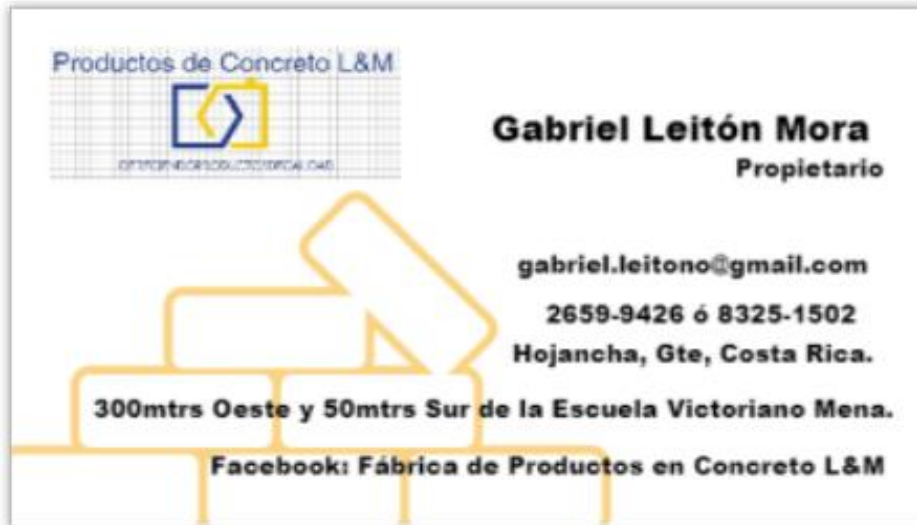 Productos de Concreto L&M
Gabriel Leitón Mora
Propietario
gabriel.leitono@gmail.com
2659-9426 ó 8325-1502
Hojancha, Gte, Costa Rica.
300mtrs Oeste y 50mtrs Sur de la Escuela Victoriano Mena.
Facebook: Fábrica de Productos en Concreto L&M